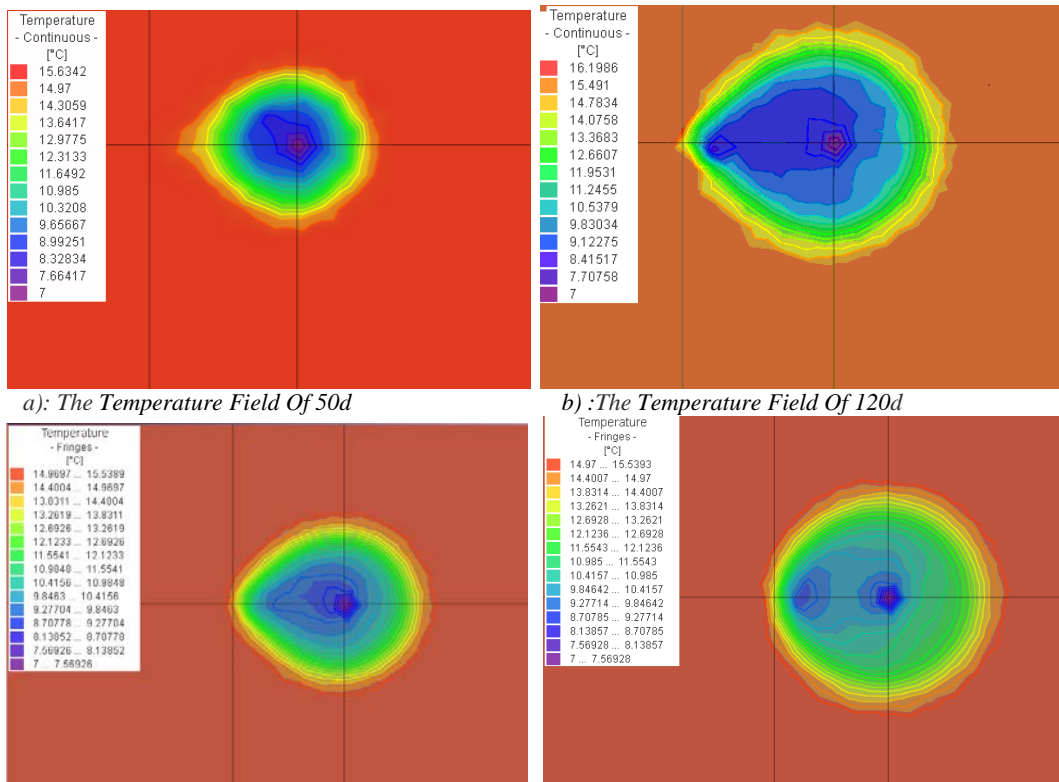 Temperature
- Continuous -
[°C]
15.6342
14.97
14.3059
13.6417
12.9775
12.3133
11.6492
10.985
10.3208
9.65667
8.99251
8.32834
7.66417
7
Temperature
- Continuous -
[°C]
16.1986
15.491
14.7834
14.0758
13.3683
12.6607
11.9531
11.2455
10.5379
9.83034
9.12275
8.41517
7.70758
7
a): The Temperature Field Of 50d
b) :The Temperature Field Of 120d
Temperature
- Fringes -
[°C]
14.9697 ... 15.5389
14.4004 ... 14.9697
13.8311 ... 14.4004
13.2619 ... 13.8311
12.6926 ... 13.2619
12.1233 ... 12.6926
11.5541 ... 12.1233
10.9848 ... 11.5541
10.4156 ... 10.9848
9.8463 ... 10.4156
9.27704 ... 9.8463
8.70778 ... 9.27704
8.13852 ... 8.70778
7.56926 ... 8.13852
7 ... 7.56926
Temperature
- Fringes -
[°C]
14.97 ... 15.5393
14.4007 ... 14.97
13.8314 ... 14.4007
13.2621 ... 13.8314
12.6928 ... 13.2621
12.1236 ... 12.6928
11.5543 ... 12.1236
10.985 ... 11.5543
10.4157 ... 10.985
9.84642 ... 10.4157
9.27714 ... 9.84642
8.70785 ... 9.27714
8.13857 ... 8.70785
7.56928 ... 8.13857
7 ... 7.56928